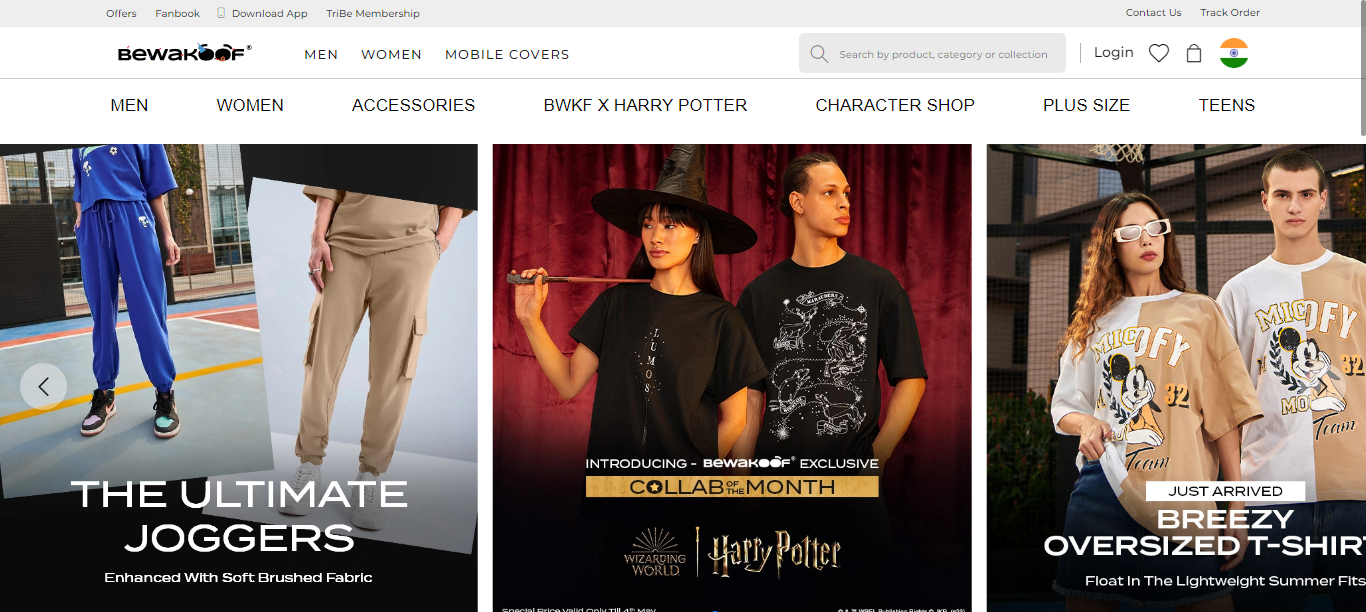 Offers Fanbook Download App TriBe Membership Contact Us Track Order
BEWAKOOF® MEN WOMEN MOBILE COVERS Search by product, category or collection Login
MEN WOMEN ACCESSORIES BWKF X HARRY POTTER CHARACTER SHOP PLUS SIZE TEENS
THE ULTIMATE
JOGGERS
Enhanced With Soft Brushed Fabric
MARAUDERS
LUMOS
INTRODUCING - BEWAKOOF® EXCLUSIVE
COLLAB OF THE MONTH
WIZARDING
WORLD
Harry Potter
Special Price Valid Only Till 4th May
32
Team
32
Team
JUST ARRIVED
BREEZY
OVERSIZED T-SHIRT
Float In The Lightweight Summer Fits